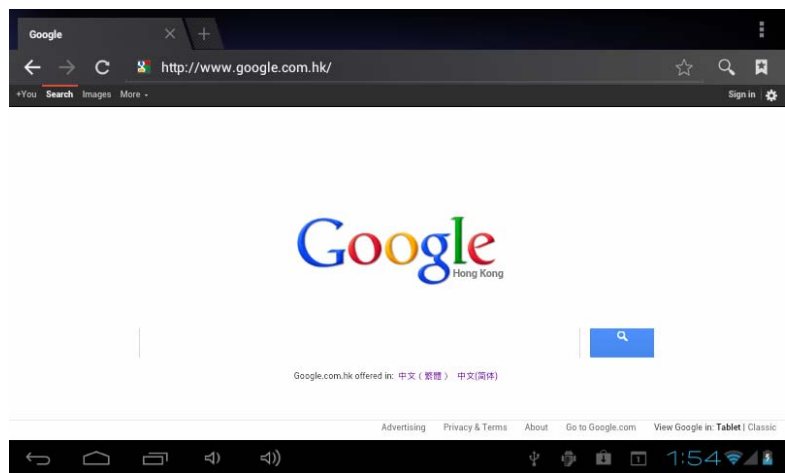 Google
http://www.google.com.hk/
+You Search Images More Sign in
Google
Hong Kong
Google.com.hk offered in: 中文（繁體） 中文(简体)
Advertising Privacy & Terms About Go to Google.com View Google in: Tablet | Classic
1 1:54